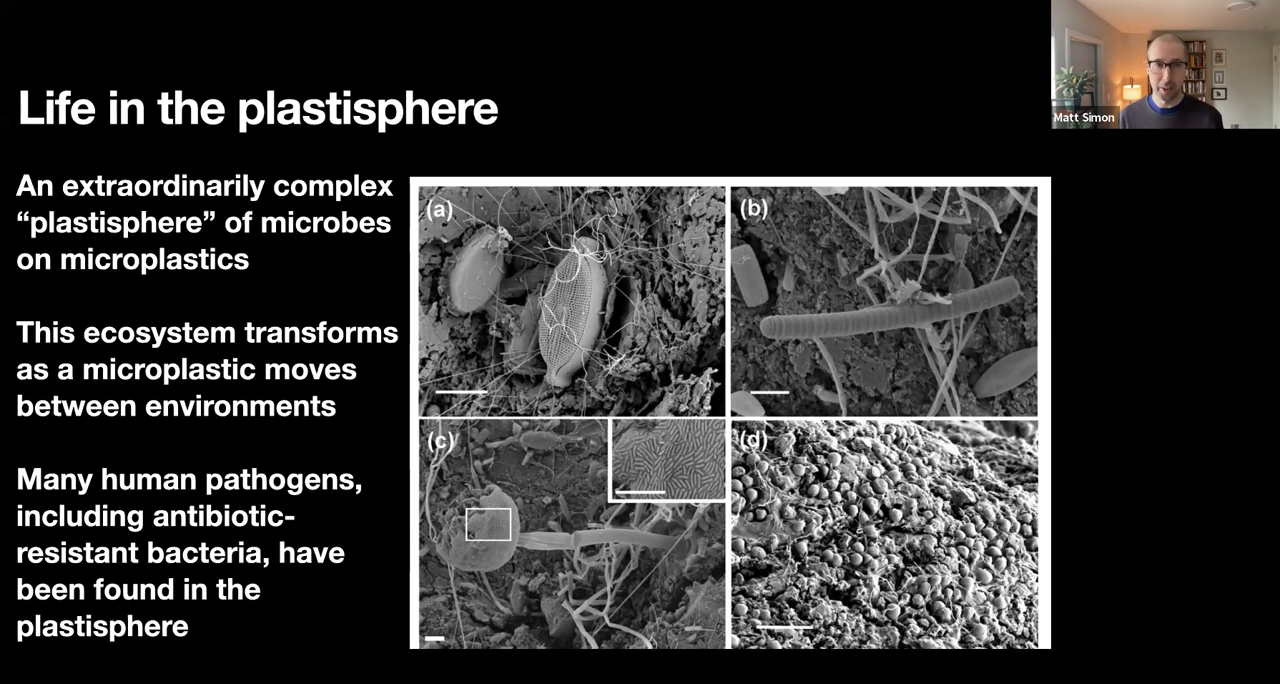 Life in the plastisphere
An extraordinarily complex
“plastisphere” of microbes
on microplastics
This ecosystem transforms
as a microplastic moves
between environments
Many human pathogens,
including antibiotic-
resistant bacteria, have
been found in the
plastisphere
(a)
(b)
(c)
(d)
Matt Simon